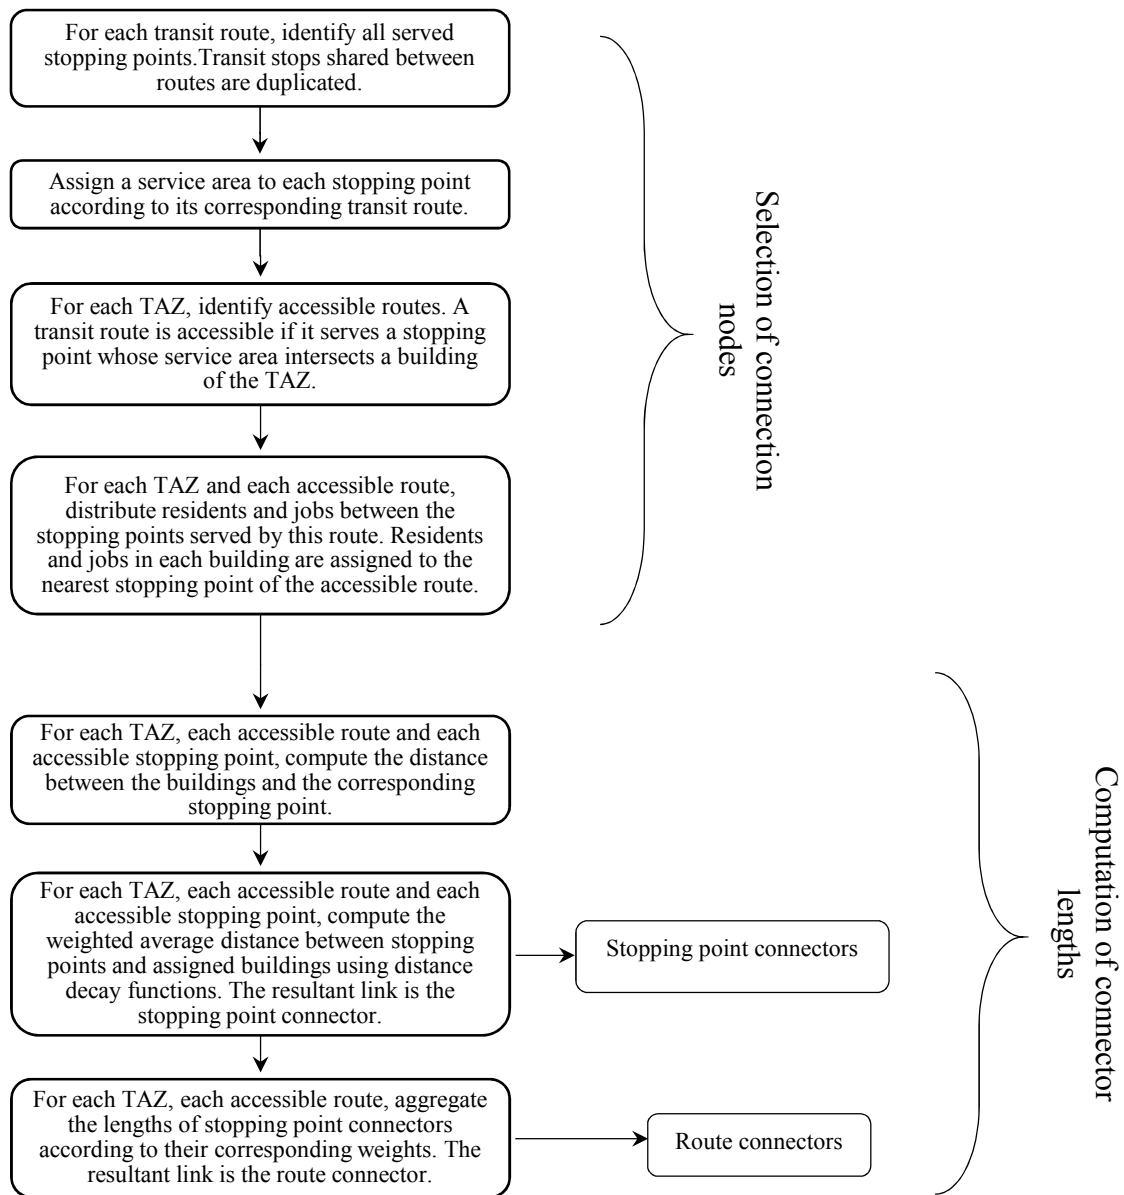 For each transit route, identify all served
stopping points.Transit stops shared between
routes are duplicated.
Assign a service area to each stopping point
according to its corresponding transit route.
For each TAZ, identify accessible routes. A
transit route is accessible if it serves a stopping
point whose service area intersects a building
of the TAZ.
For each TAZ and each accessible route,
distribute residents and jobs between the
stopping points served by this route. Residents
and jobs in each building are assigned to the
nearest stopping point of the accessible route.
Selection of connection
nodes
For each TAZ, each accessible route and each
accessible stopping point, compute the distance
between the buildings and the corresponding
stopping point.
For each TAZ, each accessible route and each
accessible stopping point, compute the
weighted average distance between stopping
points and assigned buildings using distance
decay functions. The resultant link is the
stopping point connector.
Stopping point connectors
For each TAZ, each accessible route, aggregate
the lengths of stopping point connectors
according to their corresponding weights. The
resultant link is the route connector.
Route connectors
Computation of connector
lengths